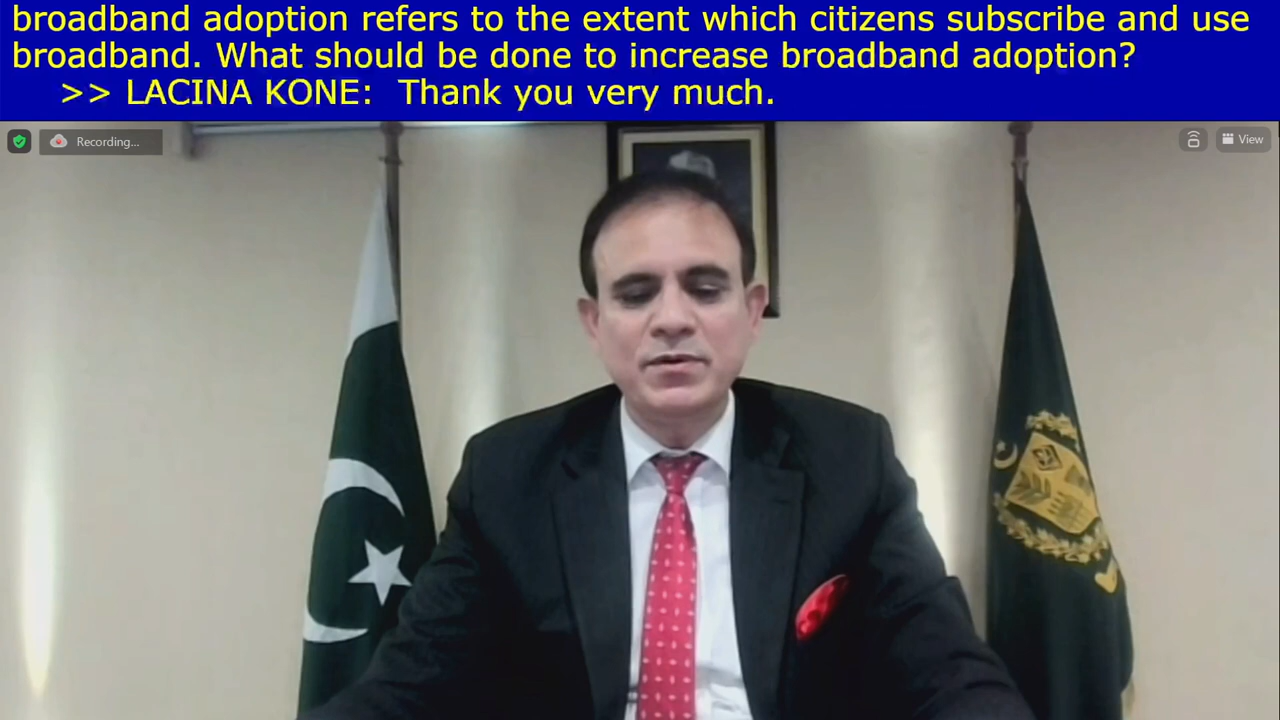 broadband adoption refers to the extent which citizens subscribe and use
broadband. What should be done to increase broadband adoption?
>> LACINA KONE: Thank you very much.
Recording...
View